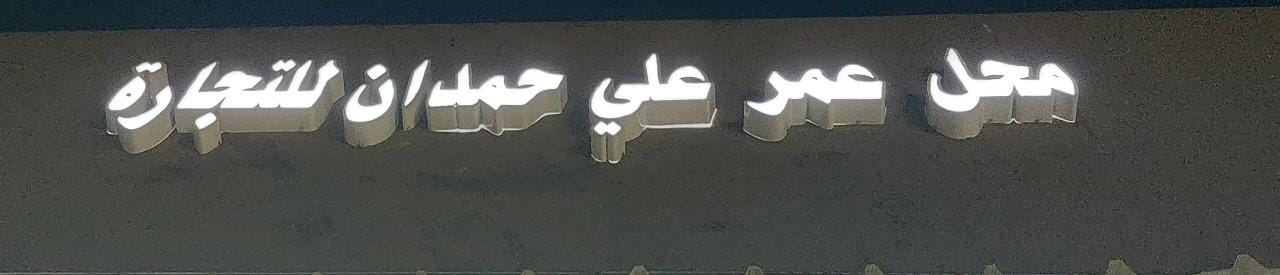 محل عمر علي حمدان للتجارة